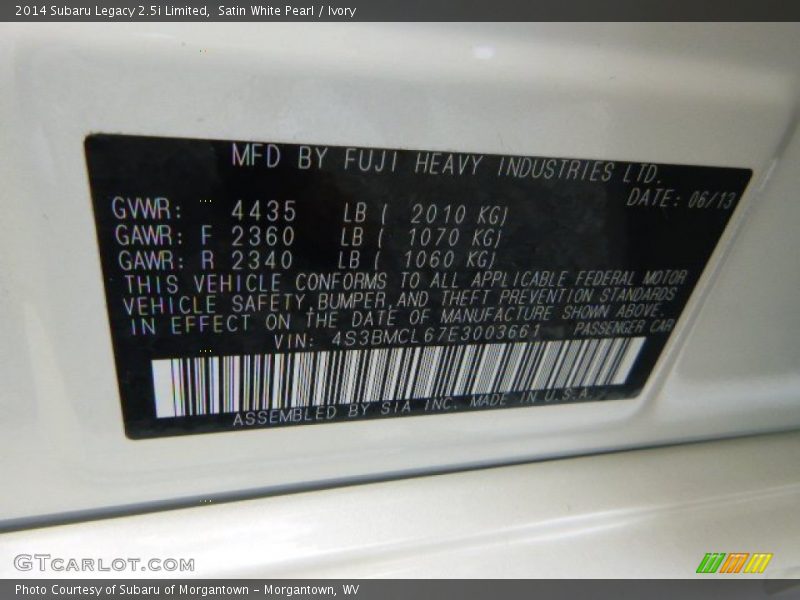 2014 Subaru Legacy 2.5i Limited, Satin White Pearl / Ivory
MFD BY FUJI HEAVY INDUSTRIES LTD.
DATE: 06/13
GVWR: 4435 LB ( 2010 KG)
GAWR: F 2360 LB ( 1070 KG)
GAWR: R 2340 LB ( 1060 KG)
THIS VEHICLE CONFORMS TO ALL APPLICABLE FEDERAL MOTOR
VEHICLE SAFETY, BUMPER, AND THEFT PREVENTION STANDARDS
IN EFFECT ON THE DATE OF MANUFACTURE SHOWN ABOVE.
VIN: 4S3BMCL67E3003661 PASSENGER CAR
ASSEMBLED BY SIA INC. MADE IN U.S.A.
GTCARLOT.COM
Photo Courtesy of Subaru of Morgantown - Morgantown, WV